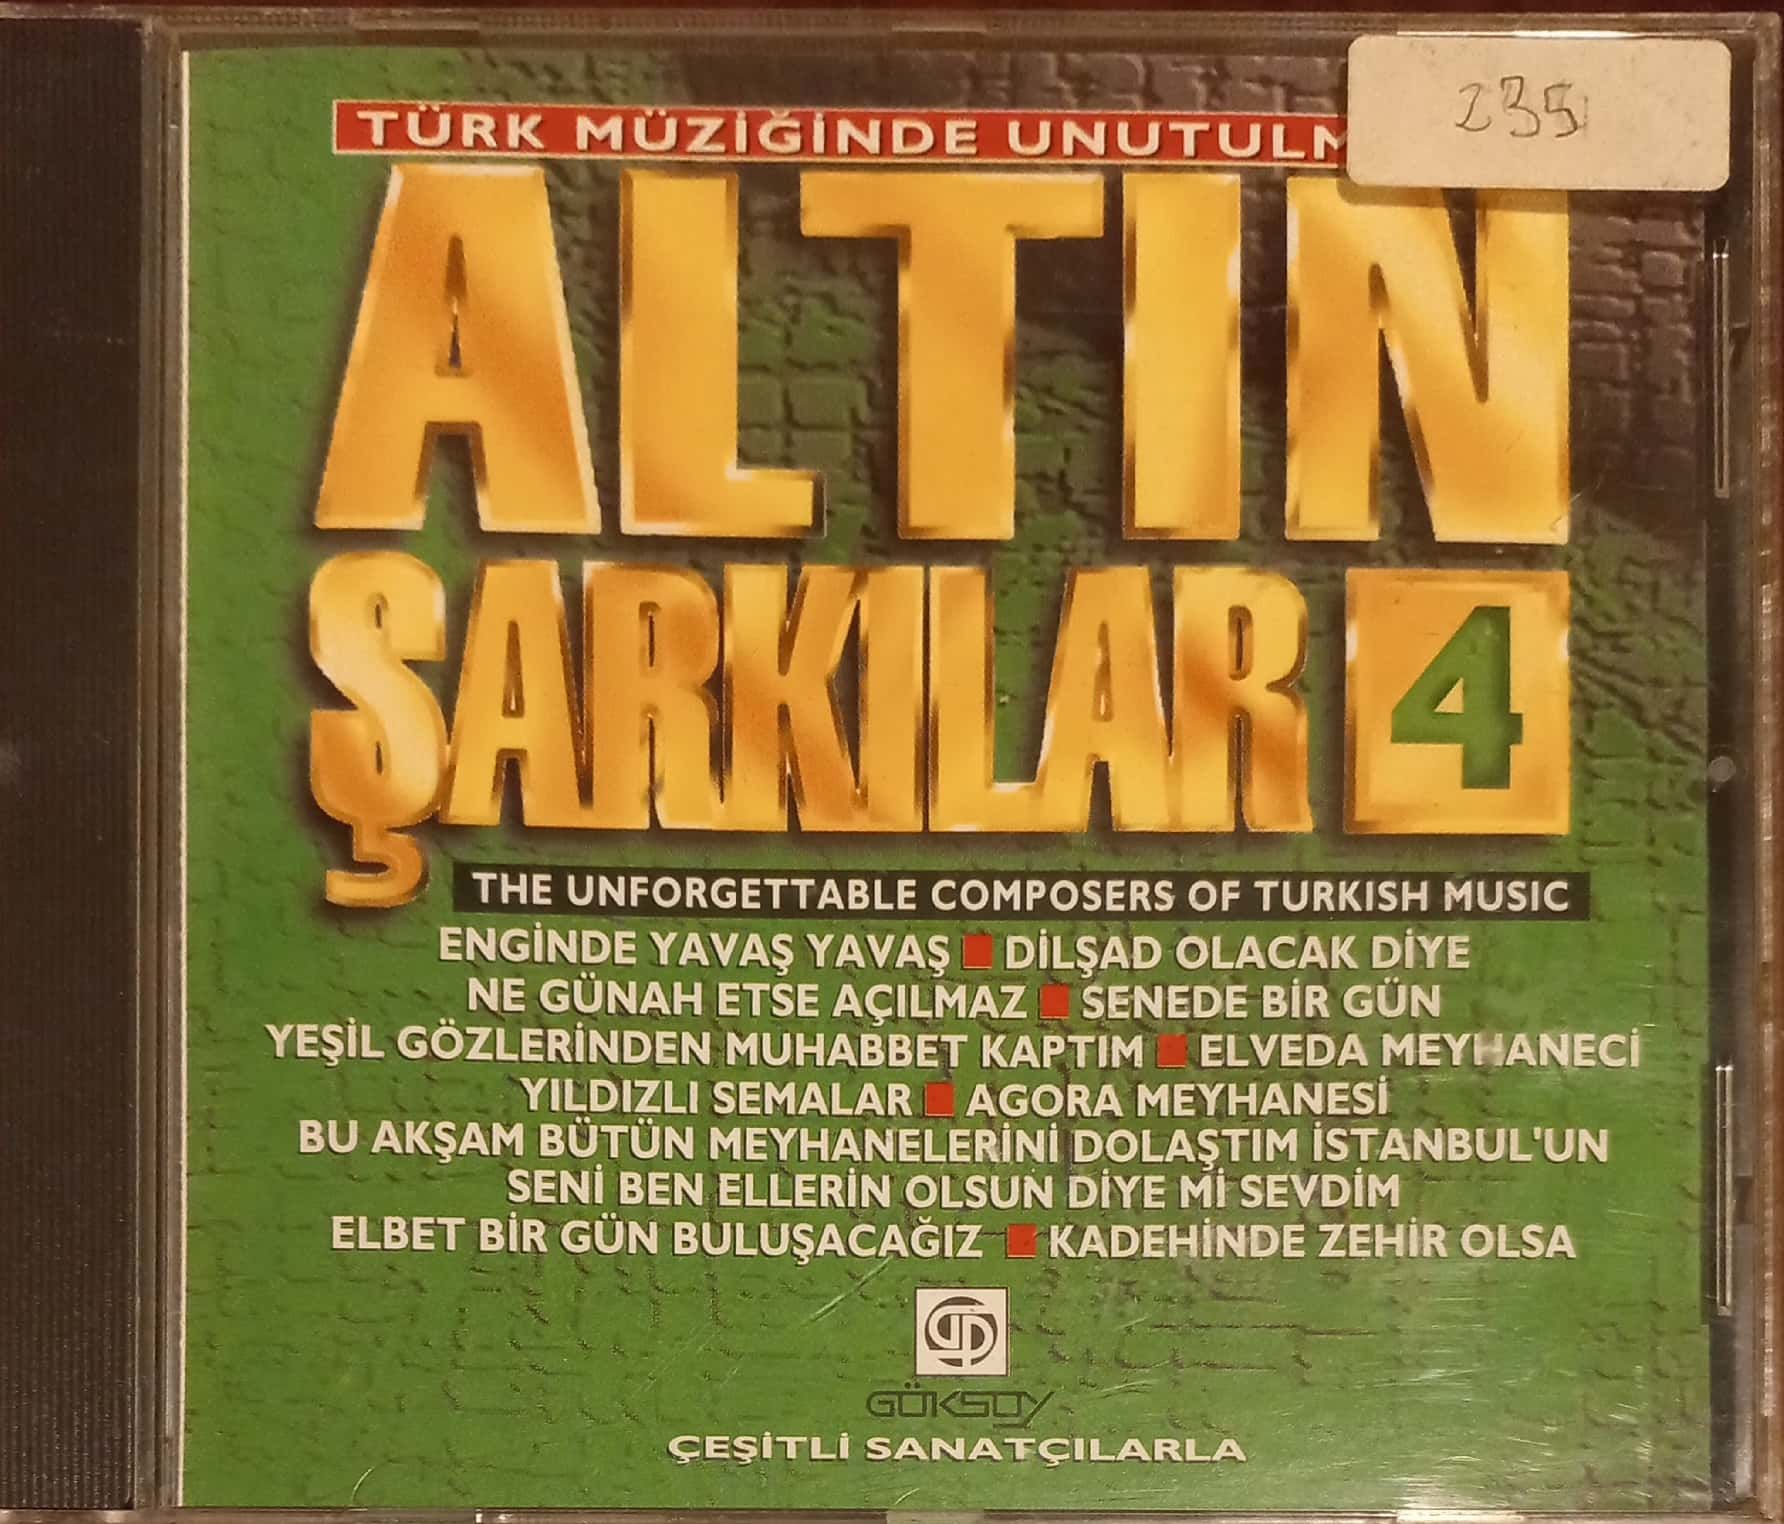 235
TÜRK MÜZİĞİNDE
ALTIN
ŞARKILAR 4
THE UNFORGETTABLE COMPOSERS OF TURKISH MUSIC
ENGİNDE YAVAŞ YAVAŞ ■ DİLŞAD OLACAK DİYE
NE GÜNAH ETSE AÇILMAZ ■ SENEDE BİR GÜN
YEŞİL GÖZLERİNDEN MUHABBET KAPTIM ■ ELVEDA MEYHANECİ
YILDIZLI SEMALAR ■ AGORA MEYHANESİ
BU AKŞAM BÜTÜN MEYHANELERİNİ DOLAŞTIM İSTANBUL'UN
SENİ BEN ELLERİN OLSUN DİYE Mİ SEVDİM
ELBET BİR GÜN BULUŞACAĞIZ ■ KADEHİNDE ZEHİR OLSA
GÖKSOY
ÇEŞİTLİ SANATÇILARLA